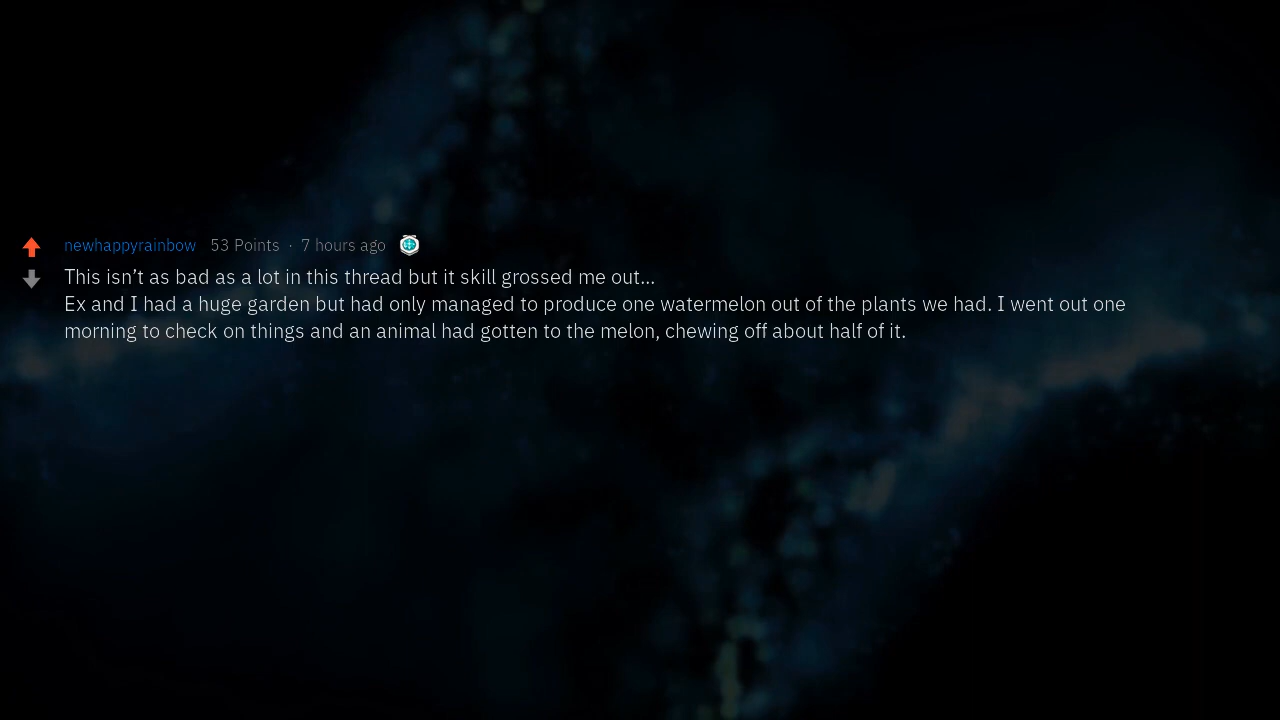 newhappyrainbow 53 Points · 7 hours ago
This isn’t as bad as a lot in this thread but it skill grossed me out...
Ex and I had a huge garden but had only managed to produce one watermelon out of the plants we had. I went out one
morning to check on things and an animal had gotten to the melon, chewing off about half of it.